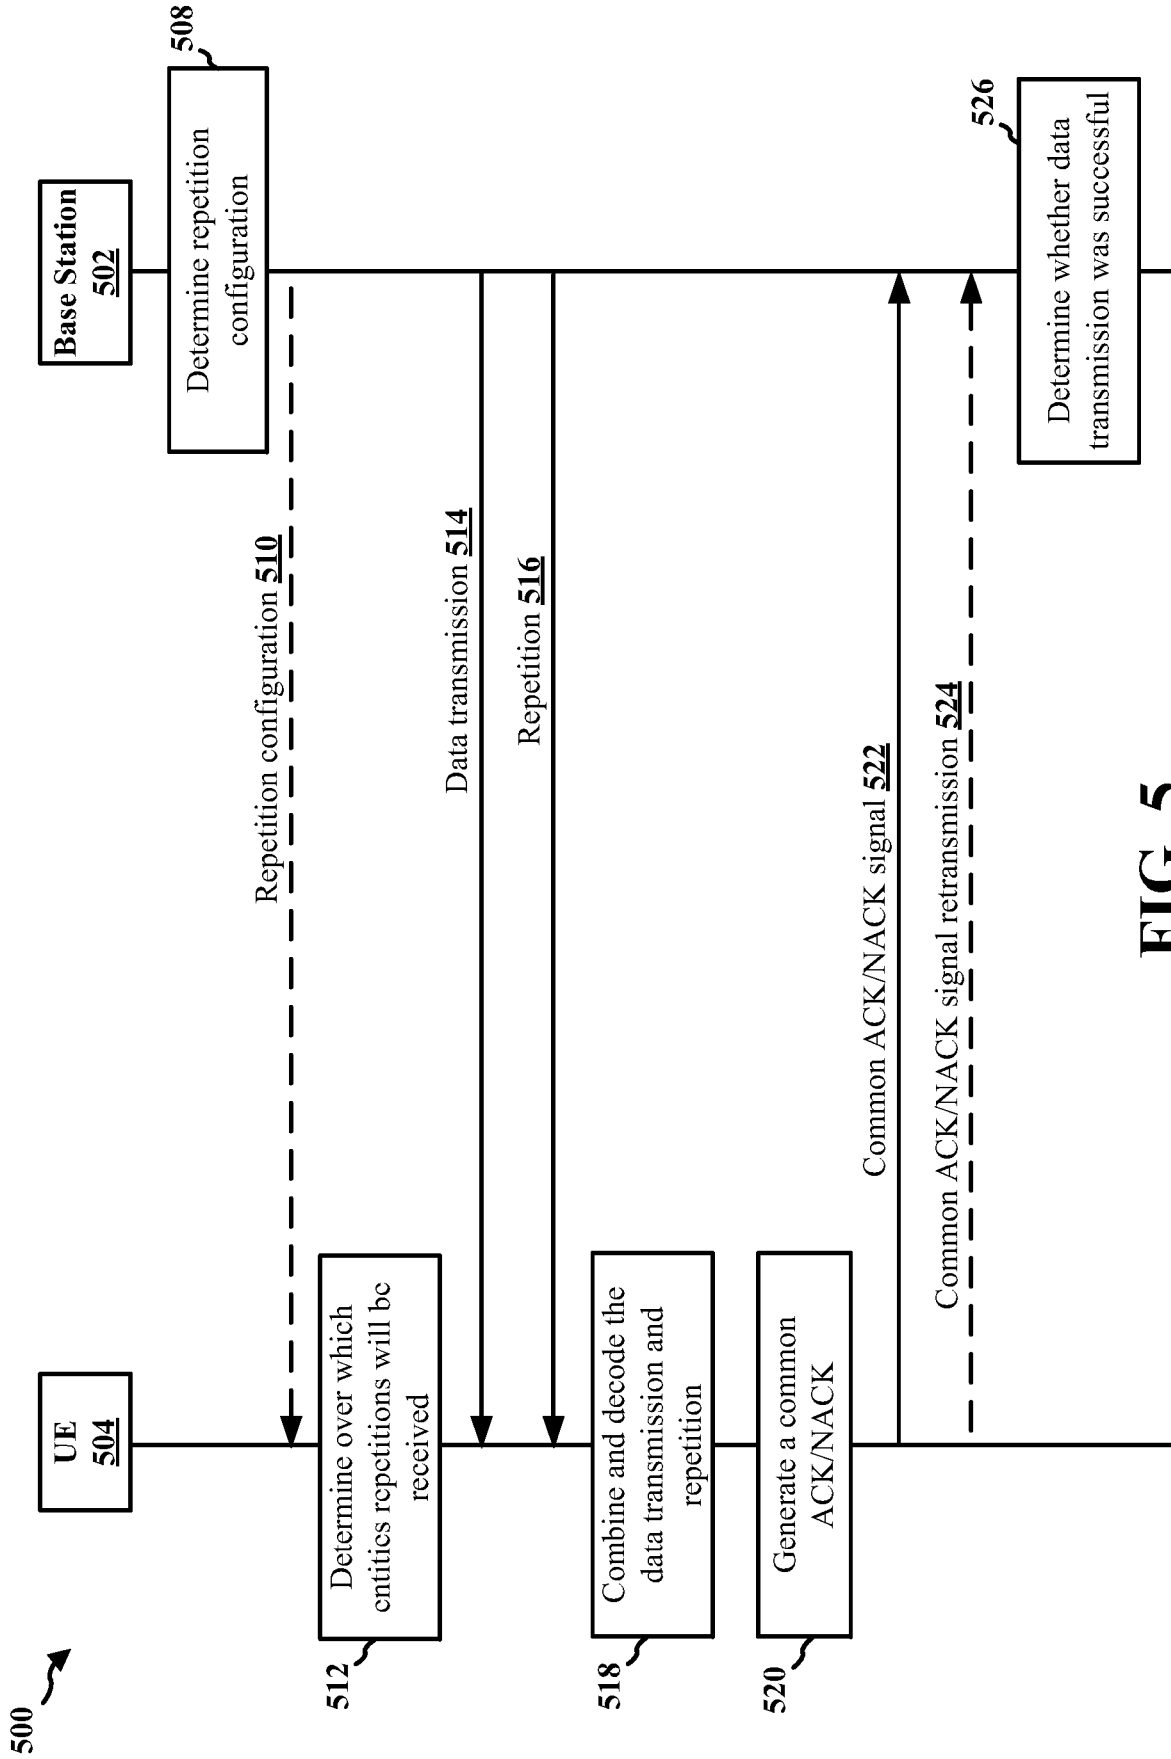 500
UE
504
Base Station
502
508
Determine repetition
configuration
Repetition configuration 510
512
Determine over which
entities repetitions will be
received
Data transmission 514
Repetition 516
518
Combine and decode the
data transmission and
repetition
520
Generate a common
ACK/NACK
Common ACK/NACK signal 522
Common ACK/NACK signal retransmission 524
526
Determine whether data
transmission was successful
FIG. 5